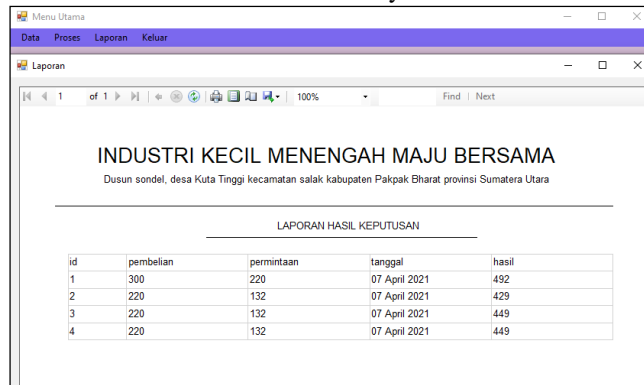 Menu Utama
Data Proses Laporan Keluar
Laporan
1 of 1 100% Find | Next
INDUSTRI KECIL MENENGAH MAJU BERSAMA
Dusun sondel, desa Kuta Tinggi kecamatan salak kabupaten Pakpak Bharat provinsi Sumatera Utara
LAPORAN HASIL KEPUTUSAN
id pembelian permintaan tanggal hasil
1 300 220 07 April 2021 492
2 220 132 07 April 2021 429
3 220 132 07 April 2021 449
4 220 132 07 April 2021 449